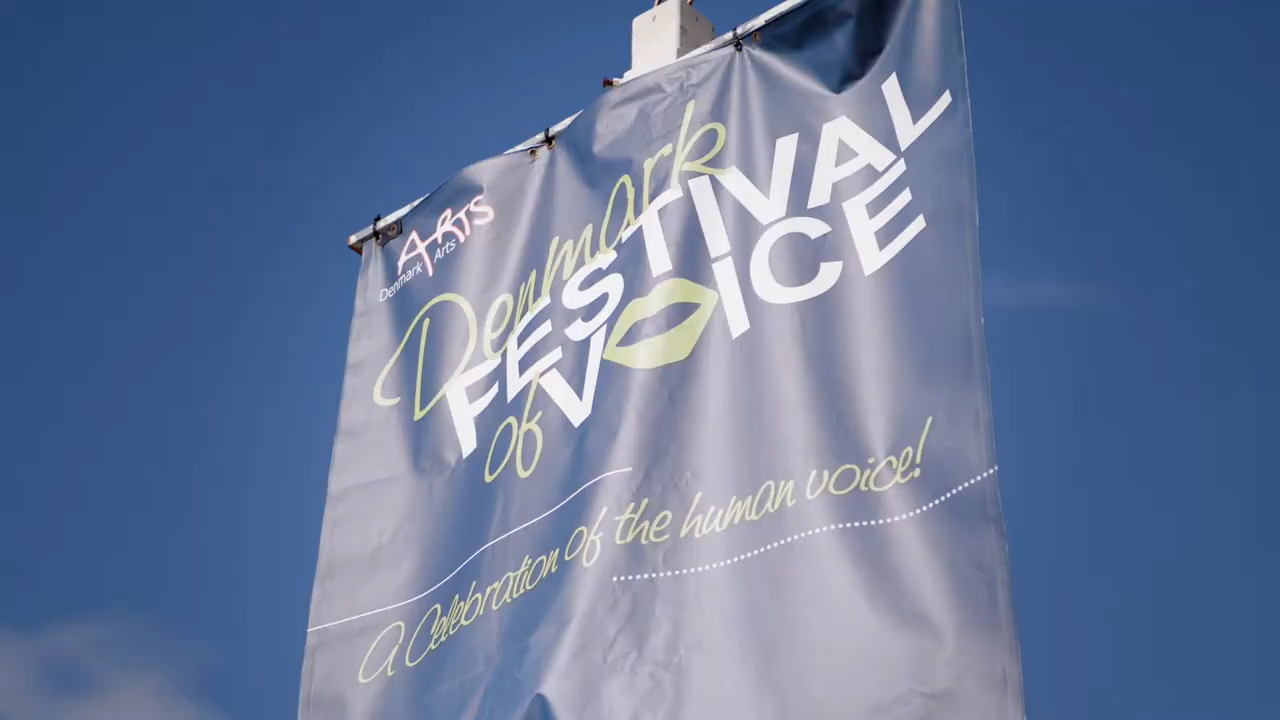 ARTS
Denmark Arts
Denmark
FESTIVAL
of VOICE
A Celebration of the human voice!